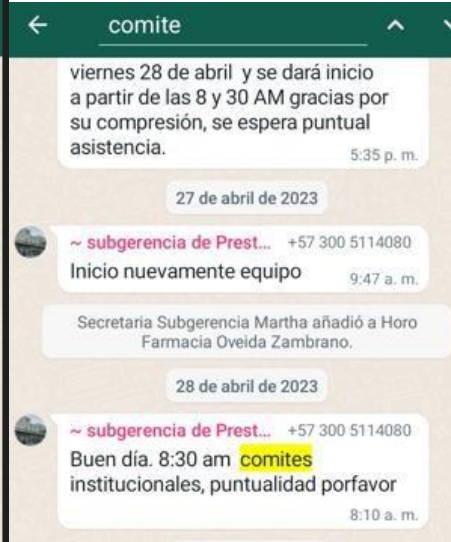 comite
viernes 28 de abril y se dará inicio
a partir de las 8 y 30 AM gracias por
su compresión, se espera puntual
asistencia.
5:35 p. m.
27 de abril de 2023
~ subgerencia de Prest... +57 300 5114080
Inicio nuevamente equipo
9:47 a. m.
Secretaria Subgerencia Martha añadió a Horo
Farmacia Oveida Zambrano.
28 de abril de 2023
~ subgerencia de Prest... +57 300 5114080
Buen día. 8:30 am comites
institucionales, puntualidad porfavor
8:10 a. m.